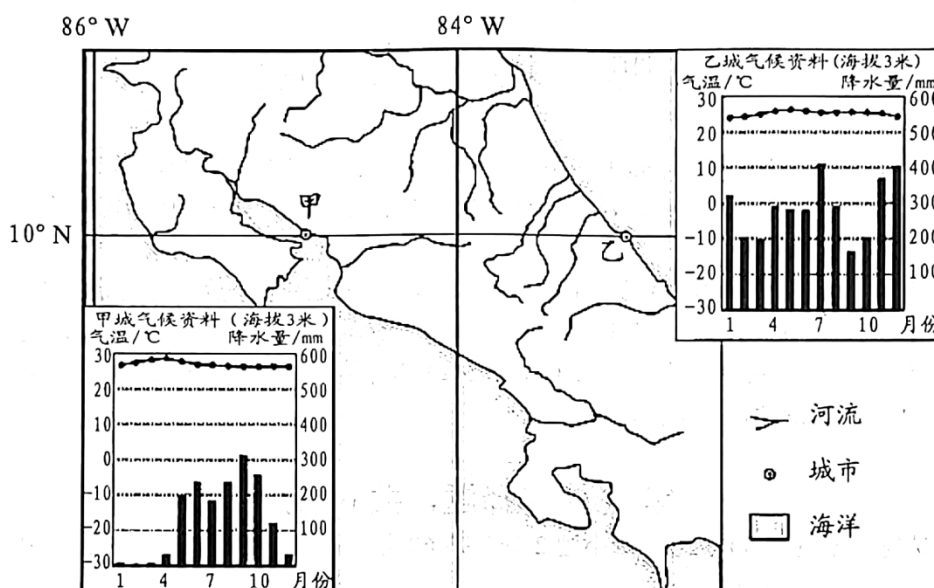 86° W
84° W
乙城气候资料(海拔3米)
气温/℃ 降水量/mm
30 600
20 500
10 400
0 300
-10 200
-20 100
-30
1 4 7 10 月份
甲
10° N
乙
甲城气候资料(海拔3米)
气温/℃ 降水量/mm
30 600
20 500
10 400
0 300
-10 200
-20 100
-30
1 4 7 10 月份
河流
城市
海洋